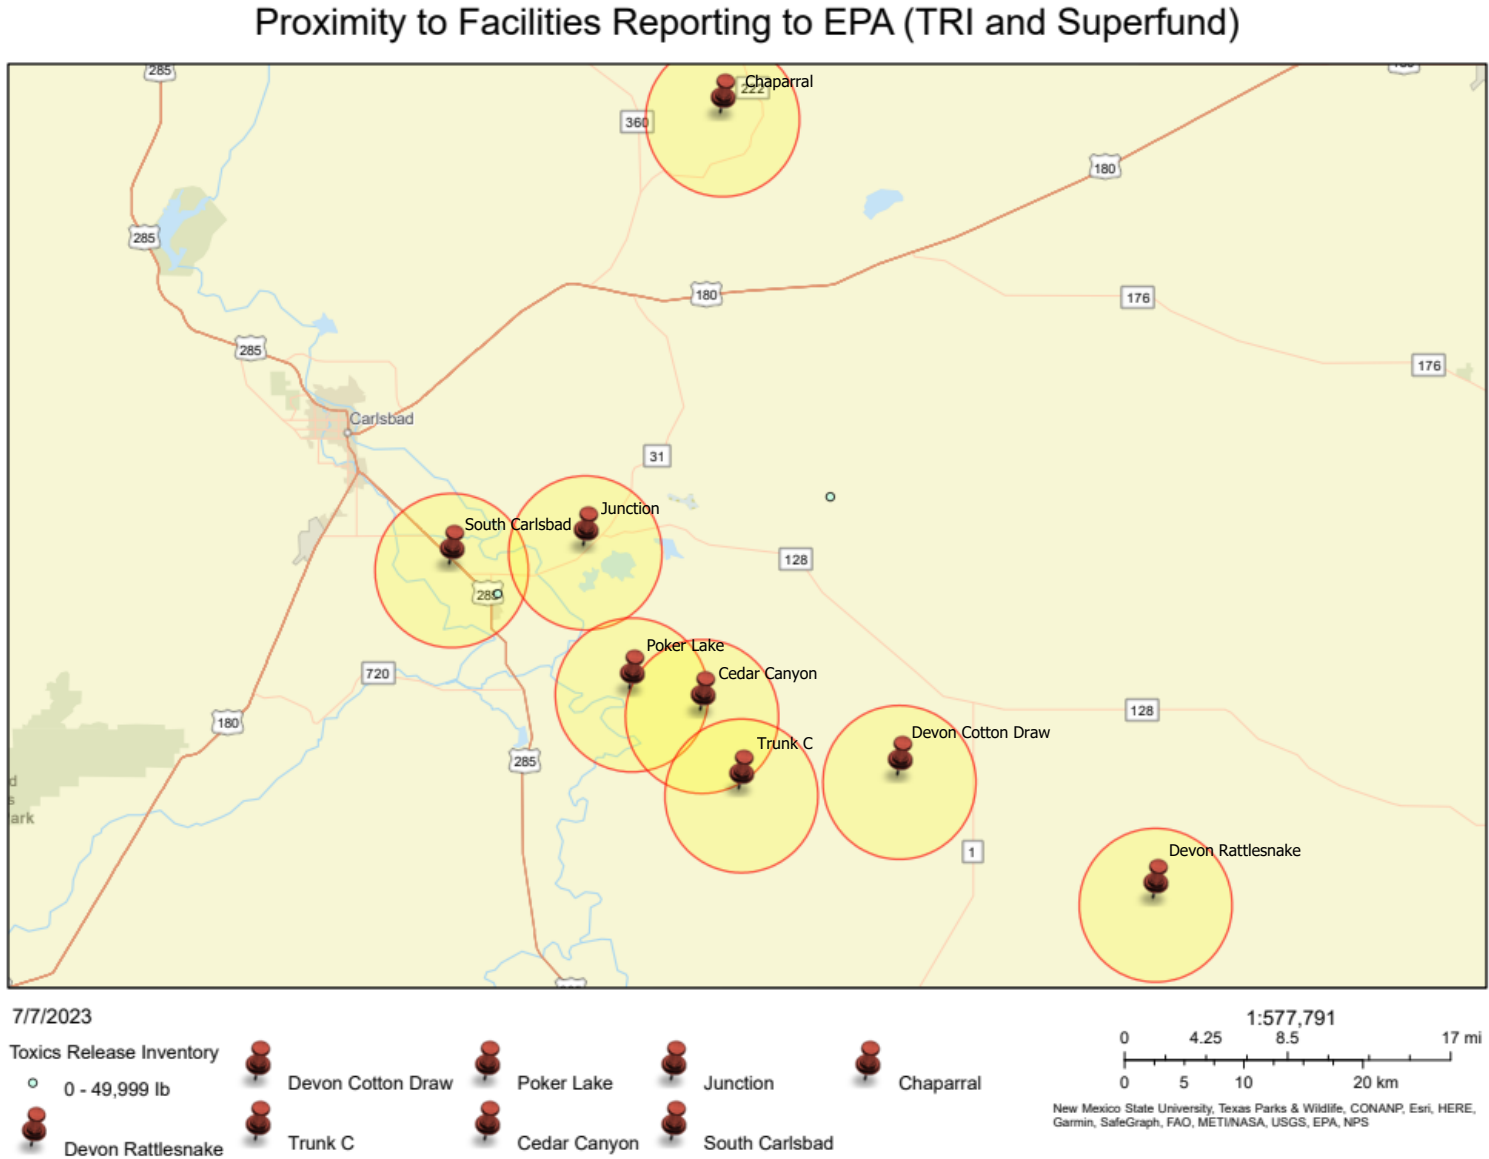 Proximity to Facilities Reporting to EPA (TRI and Superfund)
285
Chaparral
222
360
180
285
180
176
285
176
Carlsbad
31
Junction
South Carlsbad
128
285
Poker Lake
720
Cedar Canyon
128
180
Devon Cotton Draw
Trunk C
285
d
s
ark
1
Devon Rattlesnake
7/7/2023
1:577,791
Toxics Release Inventory
0 4.25 8.5 17 mi
0 - 49,999 lb
Devon Cotton Draw Poker Lake Junction Chaparral
0 5 10 20 km
New Mexico State University, Texas Parks & Wildlife, CONANP, Esri, HERE,
Garmin, SafeGraph, FAO, METI/NASA, USGS, EPA, NPS
Devon Rattlesnake Trunk C Cedar Canyon South Carlsbad